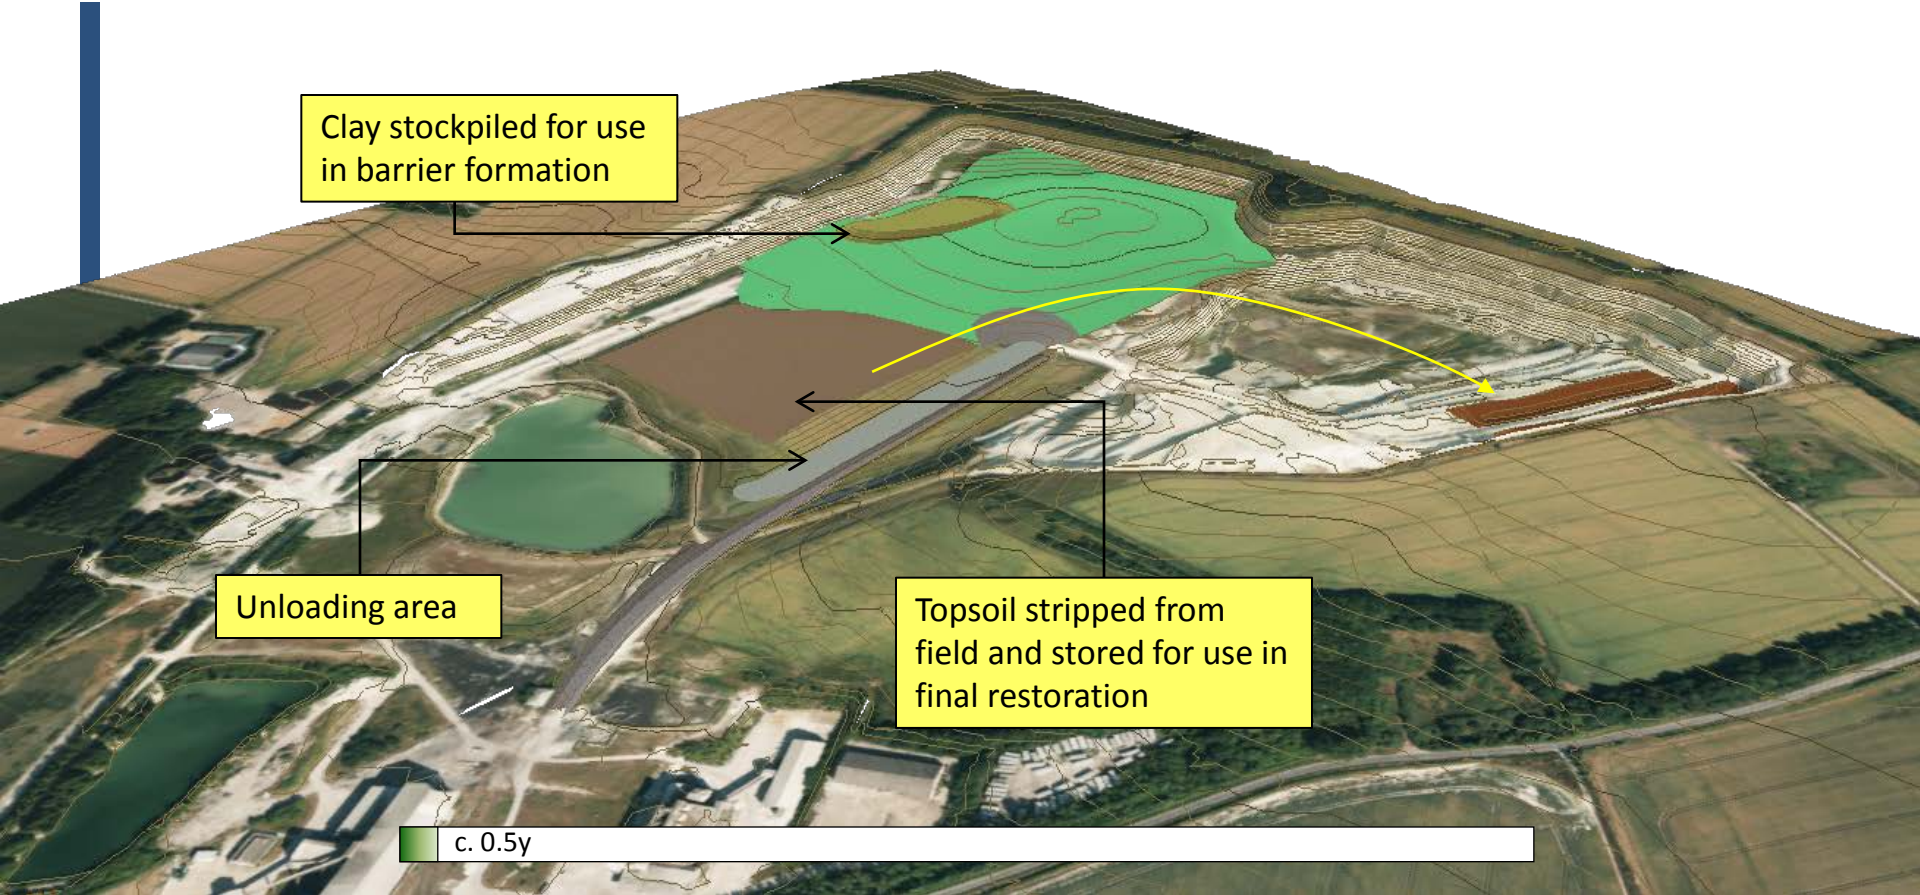 Clay stockpiled for use
in barrier formation
Unloading area
Topsoil stripped from
field and stored for use in
final restoration
c. 0.5y